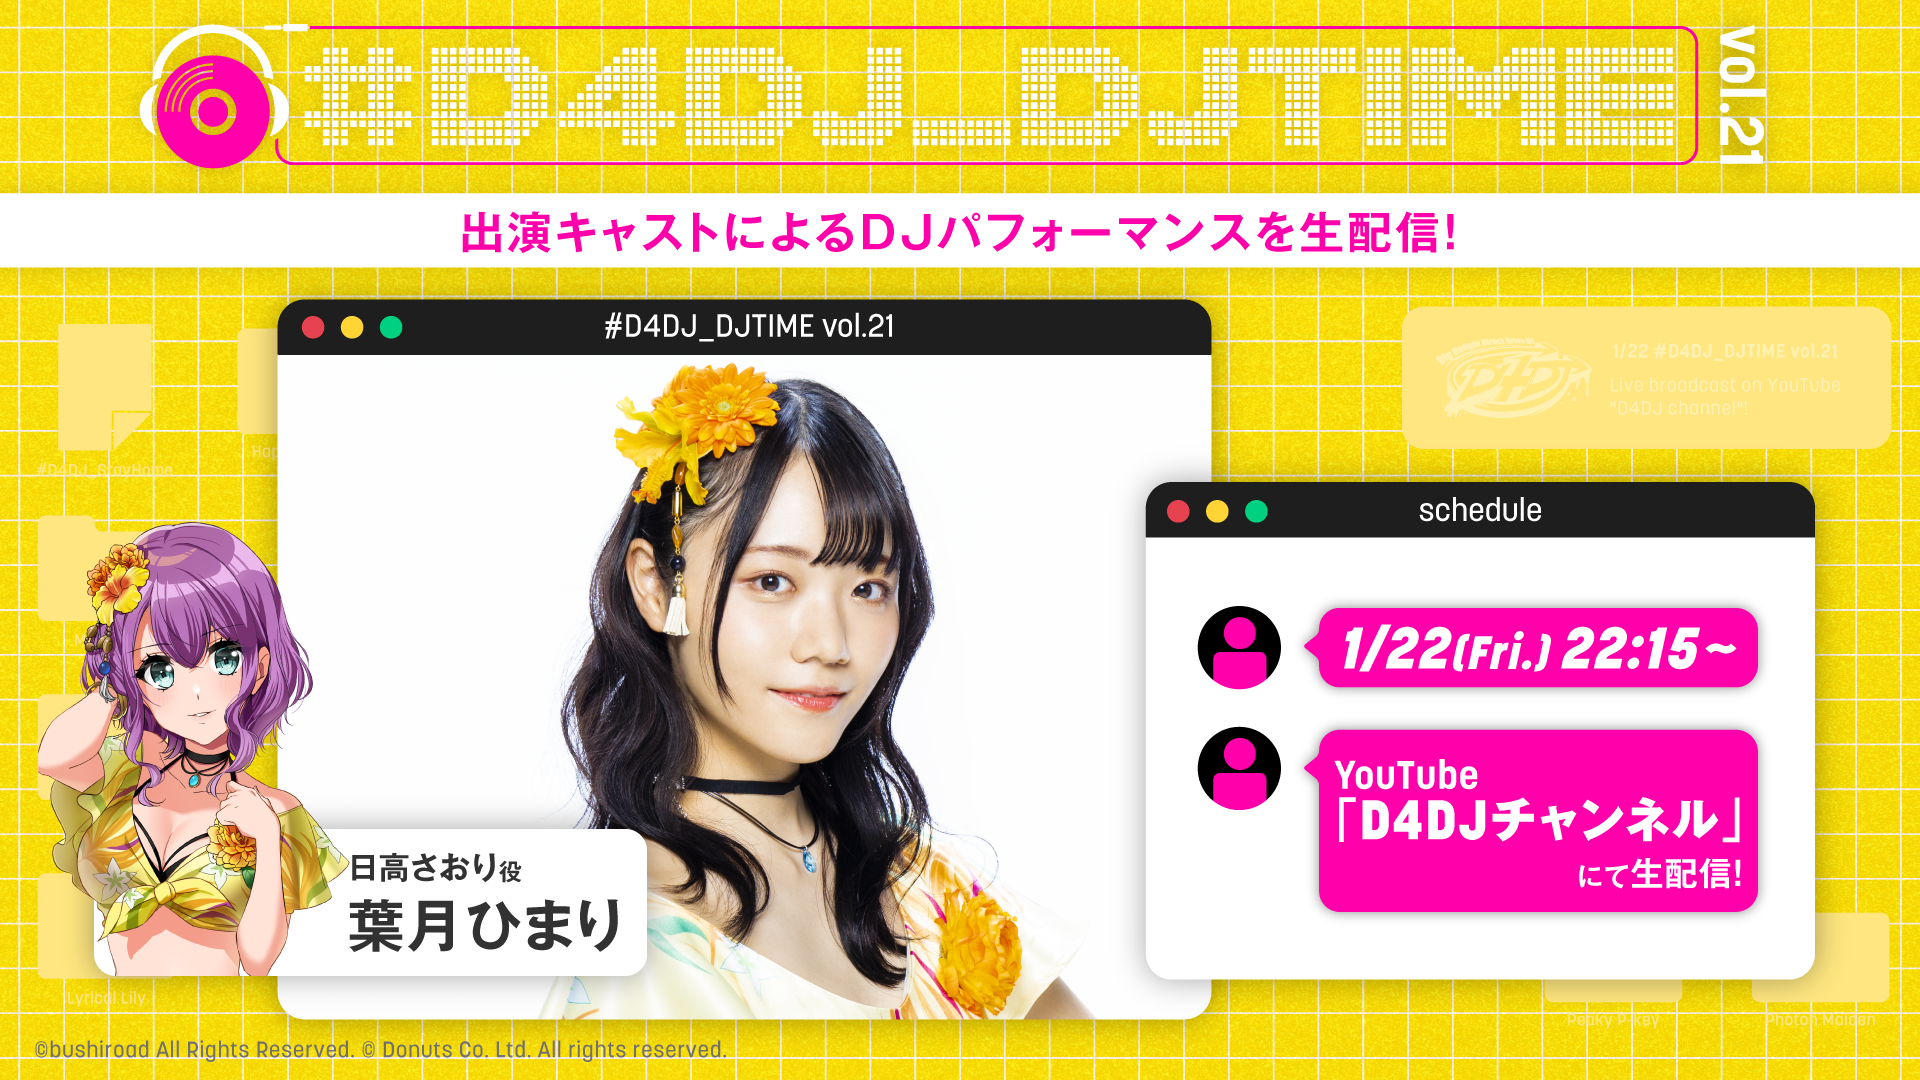 #D4DJ_DJTIME
vol.21
出演キャストによるDJパフォーマンスを生配信!
#D4DJ_DJTIME vol.21
1/22 #D4DJ_DJTIME vol.21
Live broadcast on YouTube
"D4DJ channel"!
D4DJ
#D4DJ_StayHome
Hap
schedule
1/22(Fri.) 22:15~
YouTube
「D4DJチャンネル」
にて生配信!
日高さおり役
葉月ひまり
Lyrical Lily
Peaky P-key
Photon Maiden
©bushiroad All Rights Reserved. © Donuts Co. Ltd. All rights reserved.